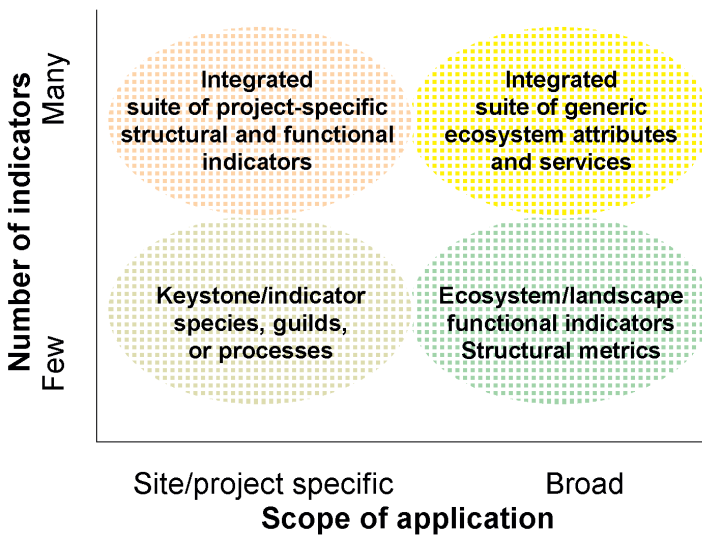 Number of indicators
Many
Few
Integrated
suite of project-specific
structural and functional
indicators
Integrated
suite of generic
ecosystem attributes
and services
Keystone/indicator
species, guilds,
or processes
Ecosystem/landscape
functional indicators
Structural metrics
Site/project specific
Broad
Scope of application